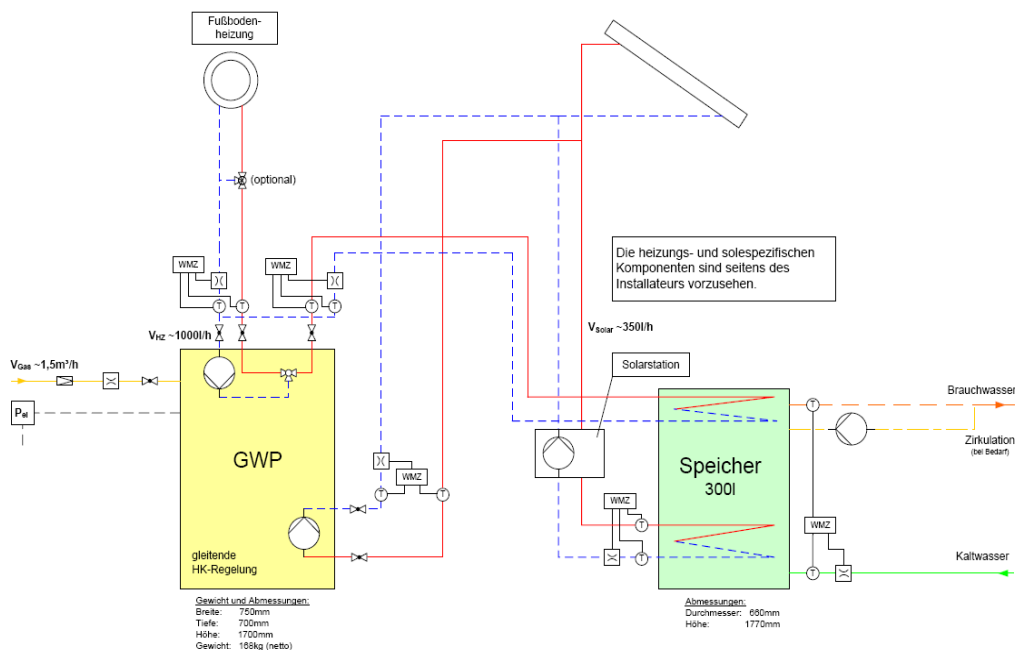 Fußboden-
heizung
(optional)
WMZ
WMZ
Die heizungs- und solespezifischen
Komponenten sind seitens des
Installateurs vorzusehen.
T
T
T
T
V_HZ ~1000l/h
V_Solar ~350l/h
V_Gas ~1,5m³/h
Solarstation
P_el
Brauchwasser
T
GWP
Speicher
300l
Zirkulation
(bei Bedarf)
WMZ
T
T
WMZ
T
WMZ
gleitende
HK-Regelung
T
Kaltwasser
T
Gewicht und Abmessungen:
Breite: 750mm
Tiefe: 700mm
Höhe: 1700mm
Gewicht: 168kg (netto)
Abmessungen:
Durchmesser: 660mm
Höhe: 1770mm